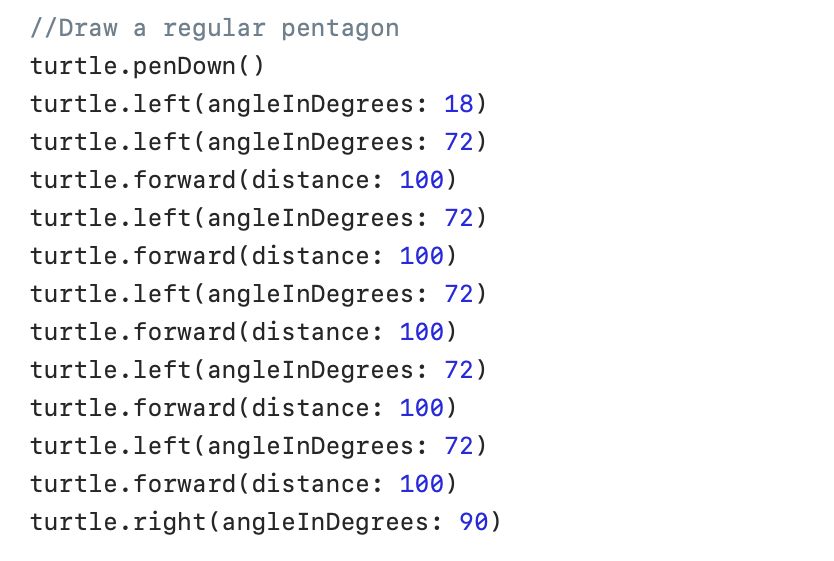 //Draw a regular pentagon
turtle.penDown()
turtle.left(angleInDegrees: 18)
turtle.left(angleInDegrees: 72)
turtle.forward(distance: 100)
turtle.left(angleInDegrees: 72)
turtle.forward(distance: 100)
turtle.left(angleInDegrees: 72)
turtle.forward(distance: 100)
turtle.left(angleInDegrees: 72)
turtle.forward(distance: 100)
turtle.left(angleInDegrees: 72)
turtle.forward(distance: 100)
turtle.right(angleInDegrees: 90)